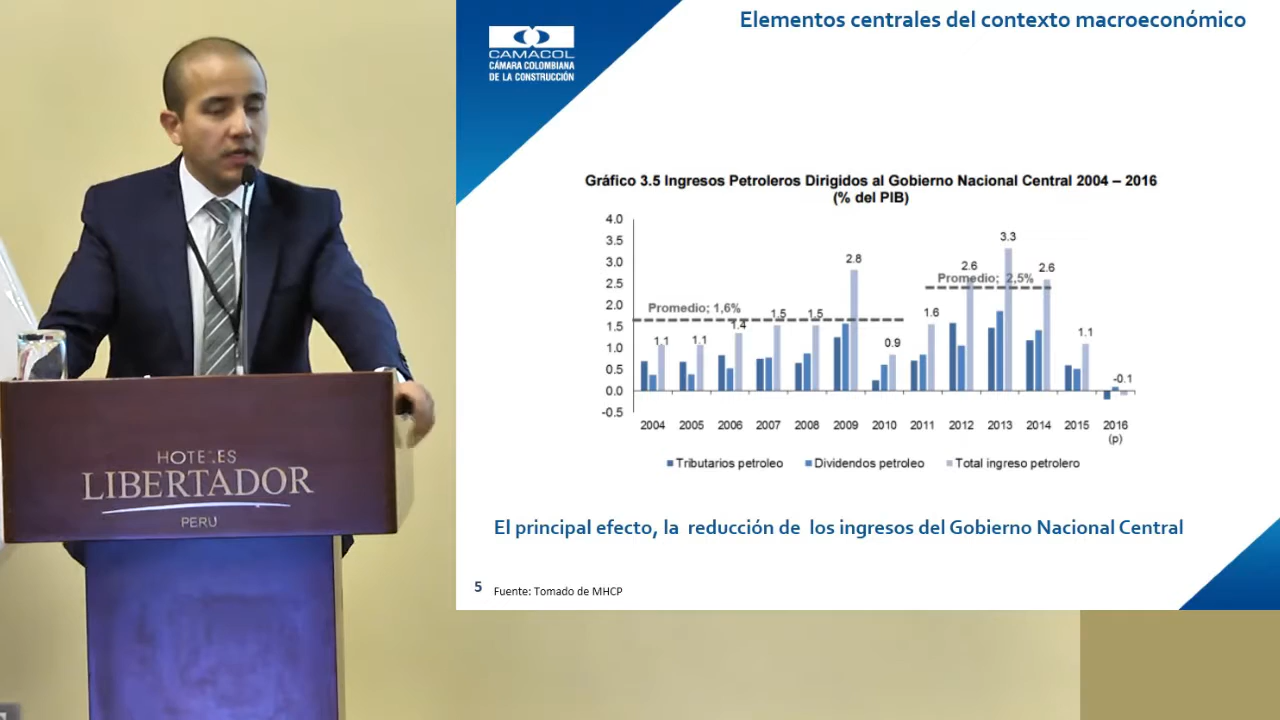 Elementos centrales del contexto macroeconómico
CAMACOL
CÁMARA COLOMBIANA
DE LA CONSTRUCCIÓN
Gráfico 3.5 Ingresos Petroleros Dirigidos al Gobierno Nacional Central 2004 – 2016
(% del PIB)
4.0
3.5
3.0
2.5
2.0
1.5
1.0
0.5
0.0
-0.5
Promedio; 1,6%
Promedio; 2,5%
1.1
1.1
1.4
1.5
1.5
2.8
0.9
1.6
2.6
3.3
2.6
1.1
-0.1
2004 2005 2006 2007 2008 2009 2010 2011 2012 2013 2014 2015 2016
(p)
Tributarios petroleo Dividendos petroleo Total ingreso petrolero
El principal efecto, la reducción de los ingresos del Gobierno Nacional Central
5 Fuente: Tomado de MHCP
HOTELES
LIBERTADOR
PERU